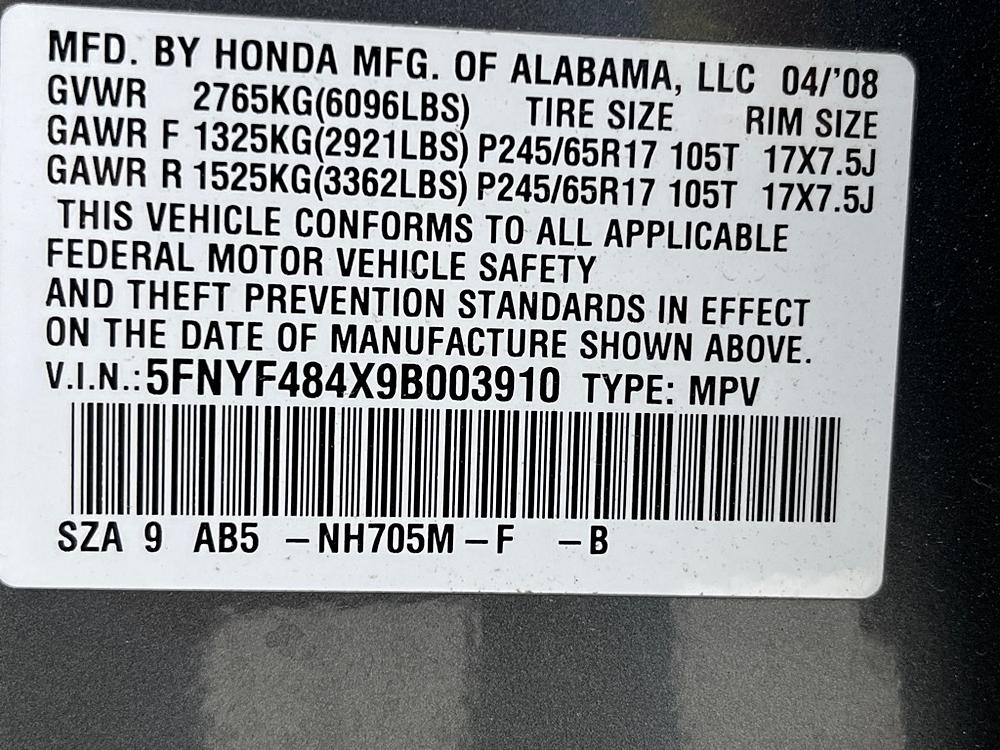 MFD. BY HONDA MFG. OF ALABAMA, LLC 04/'08
GVWR 2765KG(6096LBS) TIRE SIZE RIM SIZE
GAWR F 1325KG(2921LBS) P245/65R17 105T 17X7.5J
GAWR R 1525KG(3362LBS) P245/65R17 105T 17X7.5J
THIS VEHICLE CONFORMS TO ALL APPLICABLE
FEDERAL MOTOR VEHICLE SAFETY
AND THEFT PREVENTION STANDARDS IN EFFECT
ON THE DATE OF MANUFACTURE SHOWN ABOVE.
V.I.N.:5FNYF484X9B003910 TYPE: MPV
SZA 9 AB5 –NH705M–F –B